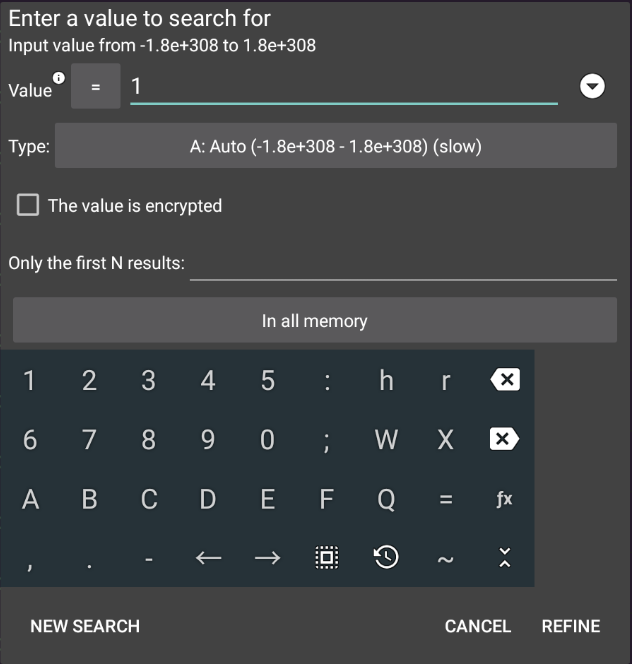 Enter a value to search for
Input value from -1.8e+308 to 1.8e+308
Value = 1
Type: A: Auto (-1.8e+308 - 1.8e+308) (slow)
The value is encrypted
Only the first N results:
In all memory
1 2 3 4 5 : h r
6 7 8 9 0 ; W X
A B C D E F Q = ƒx
, . - ← → ~
NEW SEARCH CANCEL REFINE